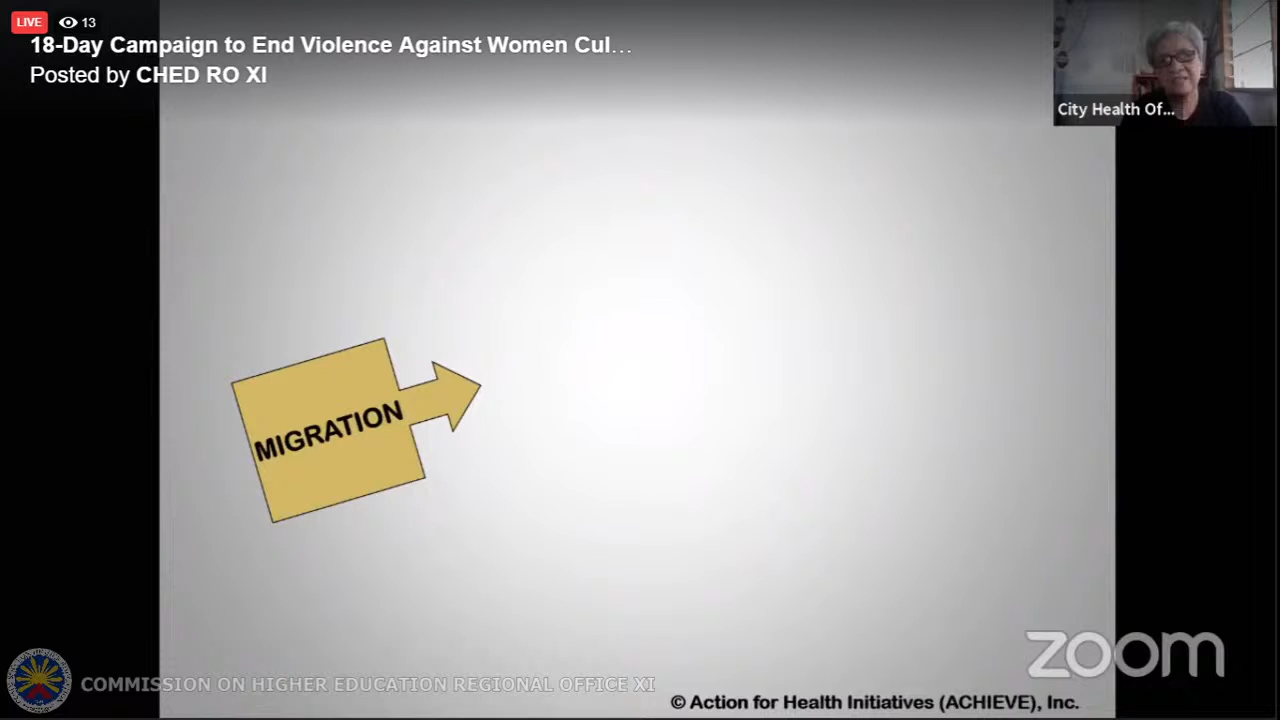 LIVE 13
18-Day Campaign to End Violence Against Women Cul...
Posted by CHED RO XI
City Health Of...
MIGRATION
zoom
COMMISSION ON HIGHER EDUCATION REGIONAL OFFICE XI
© Action for Health Initiatives (ACHIEVE), Inc.